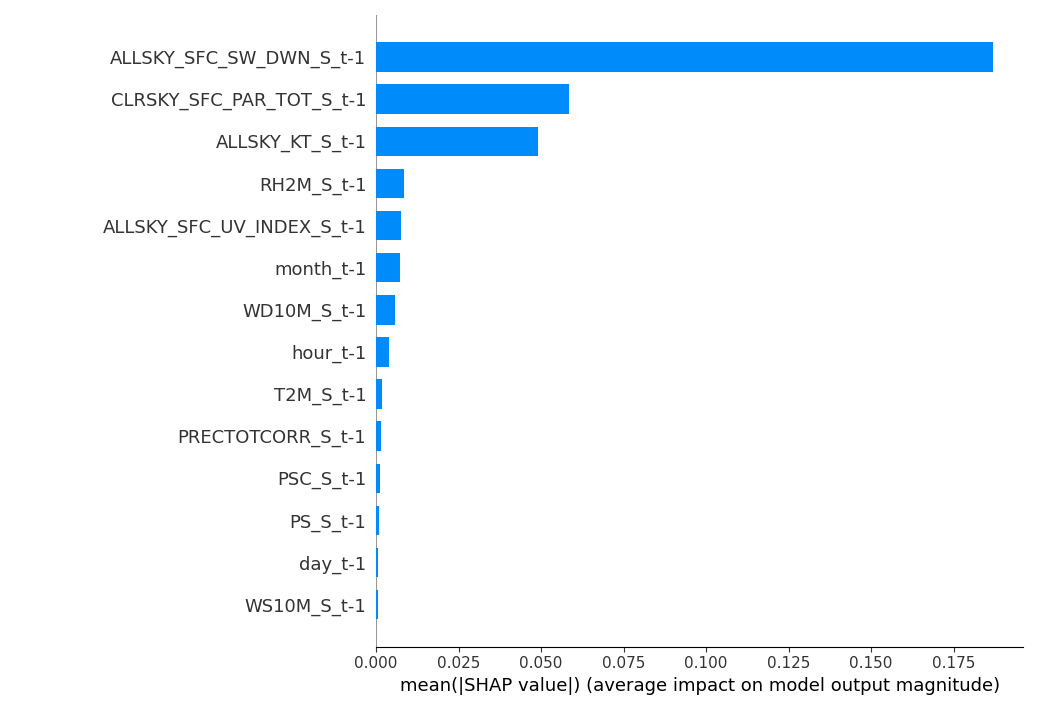 ALLSKY_SFC_SW_DWN_S_t-1
CLRSKY_SFC_PAR_TOT_S_t-1
ALLSKY_KT_S_t-1
RH2M_S_t-1
ALLSKY_SFC_UV_INDEX_S_t-1
month_t-1
WD10M_S_t-1
hour_t-1
T2M_S_t-1
PRECTOTCORR_S_t-1
PSC_S_t-1
PS_S_t-1
day_t-1
WS10M_S_t-1
0.000 0.025 0.050 0.075 0.100 0.125 0.150 0.175
mean(|SHAP value|) (average impact on model output magnitude)